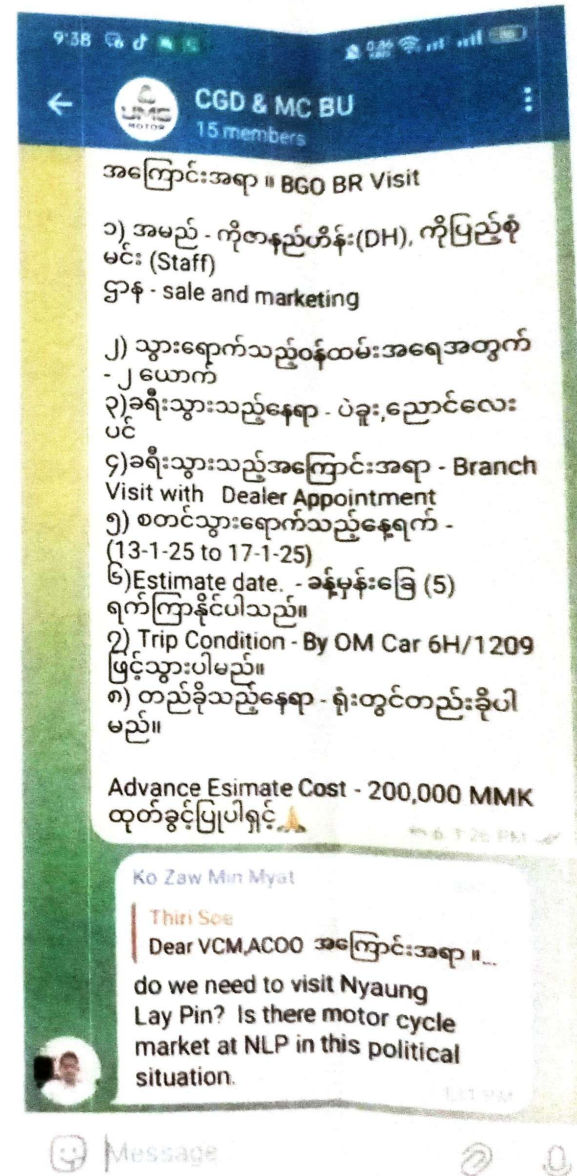 9:38
CGD & MC BU
UMG
MOTOR
15 members
အကြောင်းအရာ ။ BGO BR Visit
၁) အမည် - ကိုဇာနည်ဟိန်း(DH), ကိုပြည့်စုံ
မင်း (Staff)
ဌာန - sale and marketing
၂) သွားရောက်သည့်ဝန်ထမ်းအရေအတွက်
- ၂ ယောက်
၃)ခရီးသွားသည့်နေရာ - ပဲခူး,ညောင်လေး
ပင်
၄)ခရီးသွားသည့်အကြောင်းအရာ - Branch
Visit with Dealer Appointment
၅) စတင်သွားရောက်သည့်နေ့ရက် -
(13-1-25 to 17-1-25)
၆)Estimate date. - ခန့်မှန်းခြေ (5)
ရက်ကြာနိုင်ပါသည်။
၇) Trip Condition - By OM Car 6H/1209
ဖြင့်သွားပါမည်။
၈) တည်ခိုသည့်နေရာ - ရုံးတွင်တည်းခိုပါ
မည်။
Advance Esimate Cost - 200,000 MMK
ထုတ်ခွင့်ပြုပါရှင့်🙏
6 1:26 PM
Ko Zaw Min Myat
Thiri Soe
Dear VCM,ACOO အကြောင်းအရာ ။...
do we need to visit Nyaung
Lay Pin? Is there motor cycle
market at NLP in this political
situation.
Message